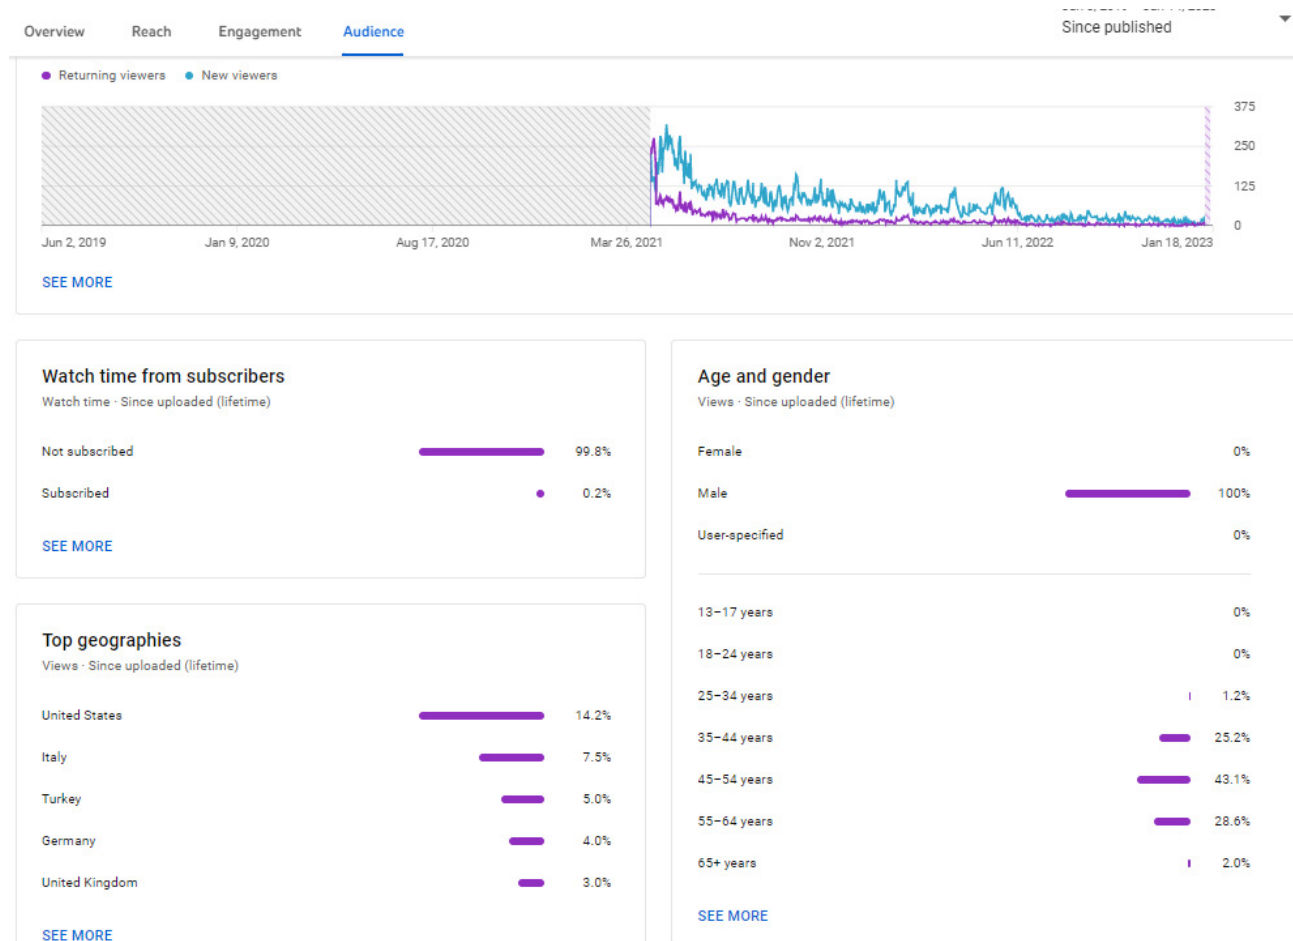 Overview Reach Engagement Audience
Since published
Returning viewers New viewers
375
250
125
0
Jun 2, 2019 Jan 9, 2020 Aug 17, 2020 Mar 26, 2021 Nov 2, 2021 Jun 11, 2022 Jan 18, 2023
SEE MORE
Watch time from subscribers
Watch time · Since uploaded (lifetime)
Not subscribed 99.8%
Subscribed 0.2%
SEE MORE
Top geographies
Views · Since uploaded (lifetime)
United States 14.2%
Italy 7.5%
Turkey 5.0%
Germany 4.0%
United Kingdom 3.0%
SEE MORE
Age and gender
Views · Since uploaded (lifetime)
Female 0%
Male 100%
User-specified 0%
13–17 years 0%
18–24 years 0%
25–34 years 1.2%
35–44 years 25.2%
45–54 years 43.1%
55–64 years 28.6%
65+ years 2.0%
SEE MORE